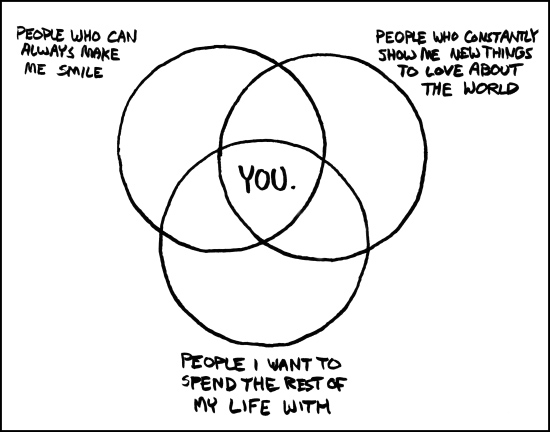 PEOPLE WHO CAN
ALWAYS MAKE
ME SMILE
PEOPLE WHO CONSTANTLY
SHOW ME NEW THINGS
TO LOVE ABOUT
THE WORLD
YOU.
PEOPLE I WANT TO
SPEND THE REST OF
MY LIFE WITH